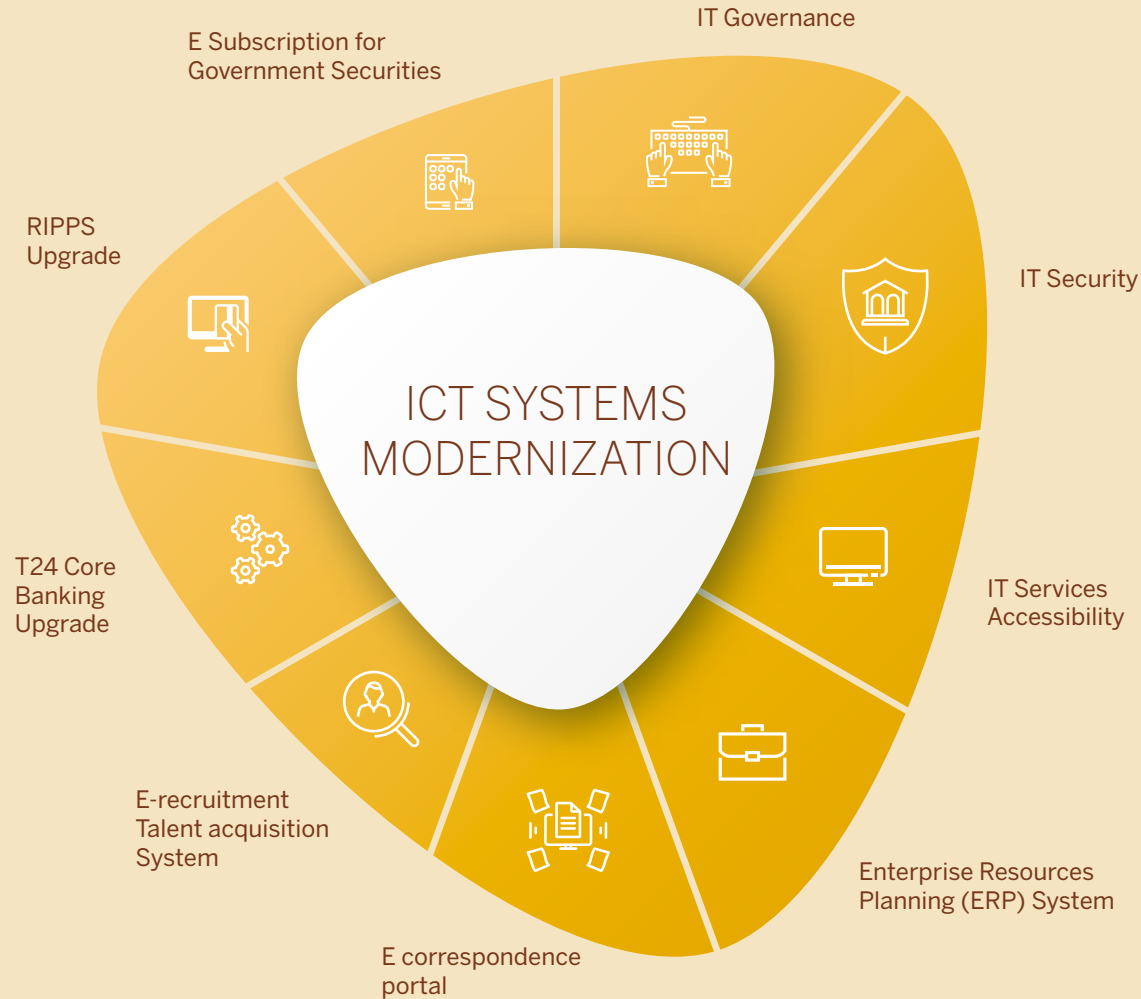 IT Governance
E Subscription for
Government Securities
RIPPS
Upgrade
IT Security
ICT SYSTEMS
MODERNIZATION
T24 Core
Banking
Upgrade
IT Services
Accessibility
E-recruitment
Talent acquisition
System
Enterprise Resources
Planning (ERP) System
E correspondence
portal